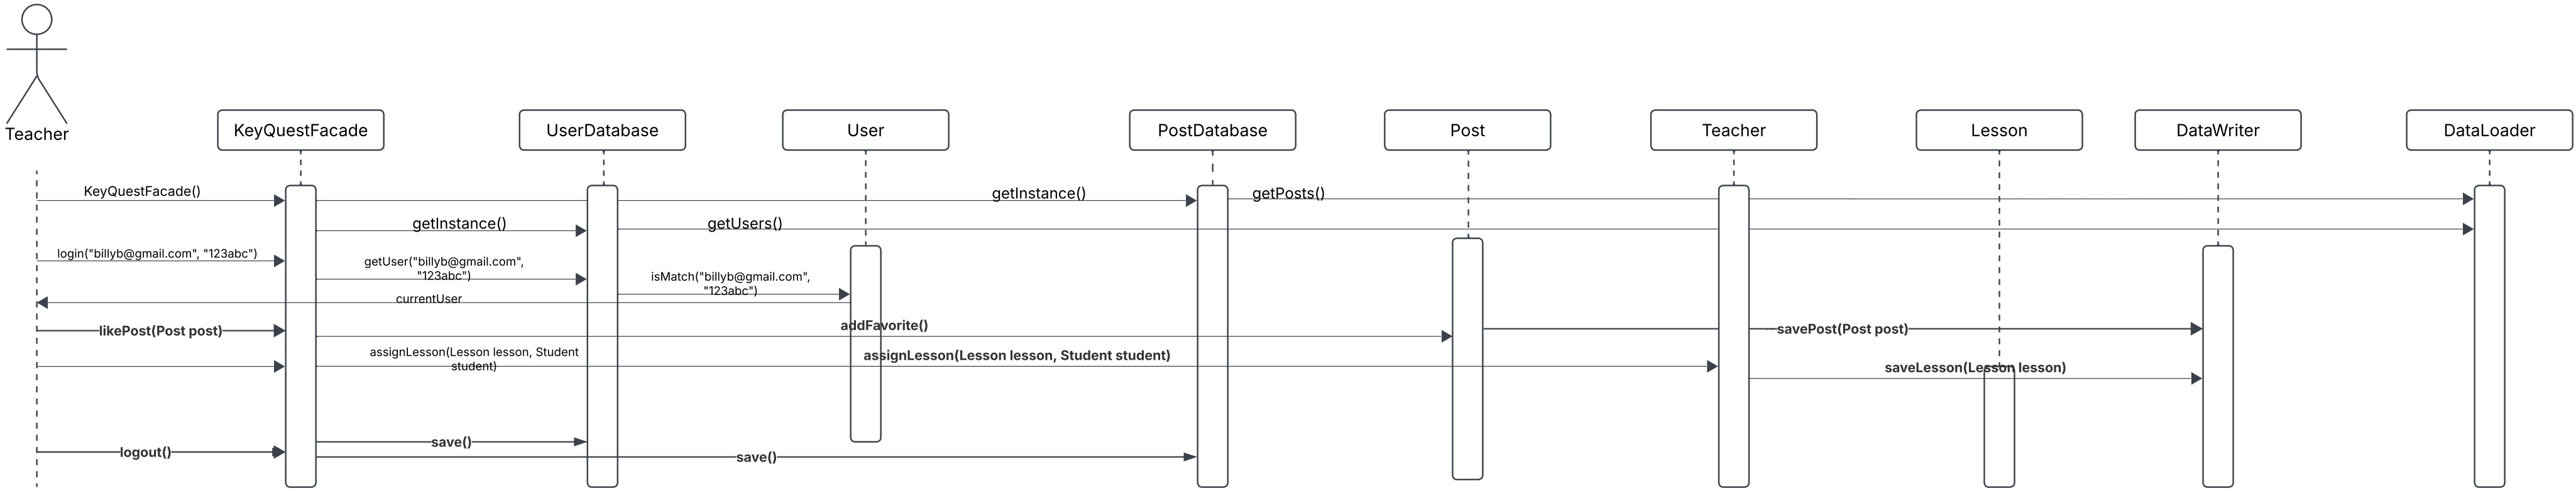 Teacher
KeyQuestFacade
UserDatabase
User
PostDatabase
Post
Teacher
Lesson
DataWriter
DataLoader
KeyQuestFacade()
getInstance()
getPosts()
getInstance()
getUsers()
login("billyb@gmail.com", "123abc")
getUser("billyb@gmail.com",
"123abc")
isMatch("billyb@gmail.com",
"123abc")
currentUser
likePost(Post post)
addFavorite()
savePost(Post post)
assignLesson(Lesson lesson, Student
student)
assignLesson(Lesson lesson, Student student)
saveLesson(Lesson lesson)
save()
logout()
save()